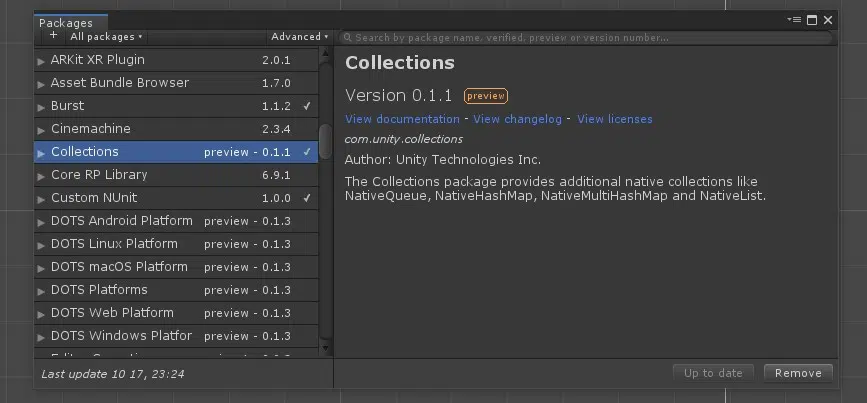 Packages
+ All packages Advanced
Search by package name, verified, preview or version number...
ARKit XR Plugin 2.0.1
Asset Bundle Browser 1.7.0
Burst 1.1.2 ✓
Cinemachine 2.3.4
Collections preview - 0.1.1 ✓
Core RP Library 6.9.1
Custom NUnit 1.0.0 ✓
DOTS Android Platform preview - 0.1.3
DOTS Linux Platform preview - 0.1.3
DOTS macOS Platform preview - 0.1.3
DOTS Platforms preview - 0.1.3
DOTS Web Platform preview - 0.1.3
DOTS Windows Platfor preview - 0.1.3
Last update 10 17, 23:24
Collections
Version 0.1.1 preview
View documentation - View changelog - View licenses
com.unity.collections
Author: Unity Technologies Inc.
The Collections package provides additional native collections like
NativeQueue, NativeHashMap, NativeMultiHashMap and NativeList.
Up to date Remove